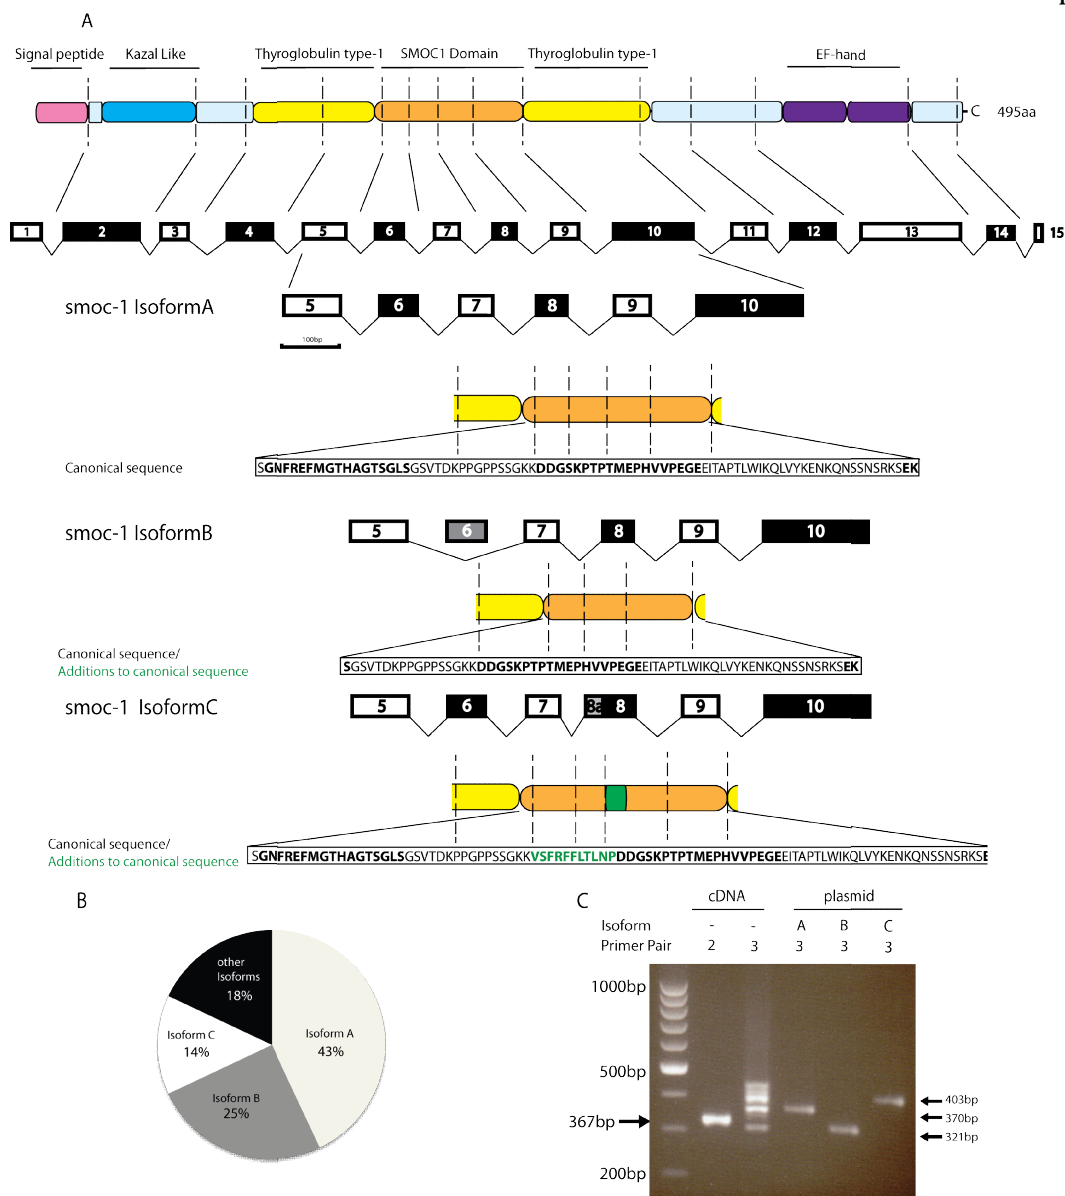 A
Signal peptide Kazal Like Thyroglobulin type-1 SMOC1 Domain Thyroglobulin type-1 EF-hand
C 495aa
1 2 3 4 5 6 7 8 9 10 11 12 13 14 15
smoc-1 IsoformA 5 6 7 8 9 10
100bp
Canonical sequence SGNFREFMGTHAGTSGLSGSVTDKPPGPPSSGKKDDGSKPTPTMEPHVVPEGEEITAPTLWIKQLVYKENKQNSSNSRKSEK
smoc-1 IsoformB 5 6 7 8 9 10
Canonical sequence/
Additions to canonical sequence SGSVTDKPPGPPSSGKKDDGSKPTPTMEPHVVPEGEEITAPTLWIKQLVYKENKQNSSNSRKSEK
smoc-1 IsoformC 5 6 7 8a 8 9 10
Canonical sequence/
Additions to canonical sequence SGNFREFMGTHAGTSGLSGSVTDKPPGPPSSGKKVSFRFFLTLNPDDGSKPTPTMEPHVVPEGEEITAPTLWIKQLVYKENKQNSSNSRKSE
B
other
Isoforms
18%
Isoform C
14%
Isoform A
43%
Isoform B
25%
C
cDNA plasmid
Isoform - - A B C
Primer Pair 2 3 3 3 3
1000bp
500bp
367bp
200bp
403bp
370bp
321bp